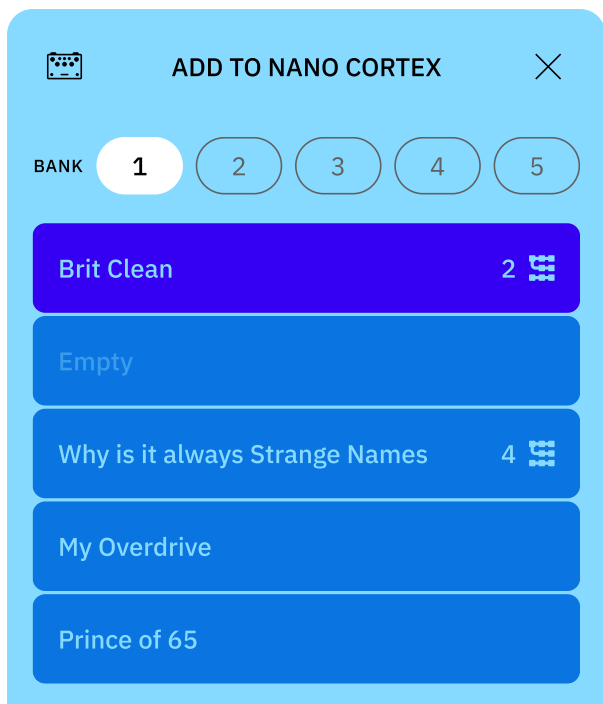 ADD TO NANO CORTEX
BANK 1 2 3 4 5
Brit Clean 2
Empty
Why is it always Strange Names 4
My Overdrive
Prince of 65